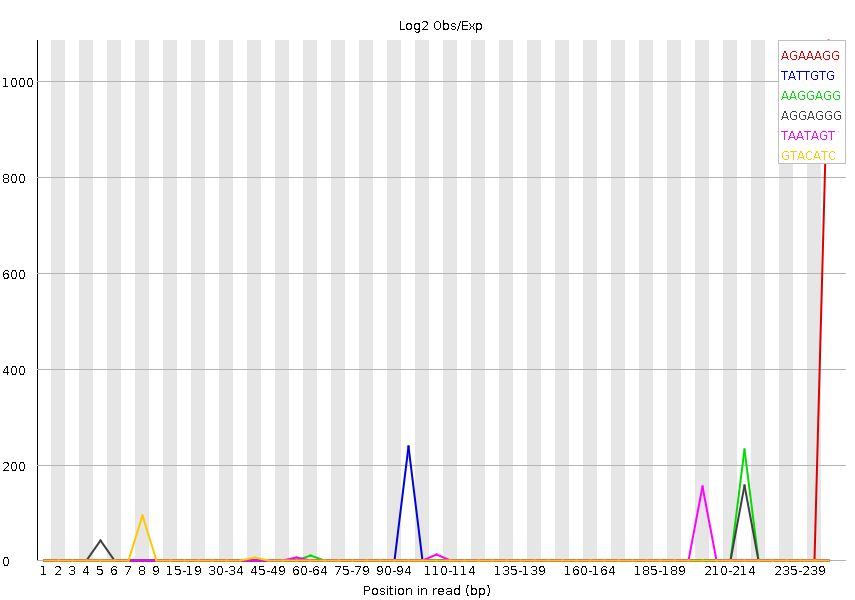 Log2 Obs/Exp
AGAAAGG
TATTGTG
AAGGAGG
AGGAGGG
TAATAGT
GTACATC
1000
800
600
400
200
0
1 2 3 4 5 6 7 8 9 15-19 30-34 45-49 60-64 75-79 90-94 110-114 135-139 160-164 185-189 210-214 235-239
Position in read (bp)